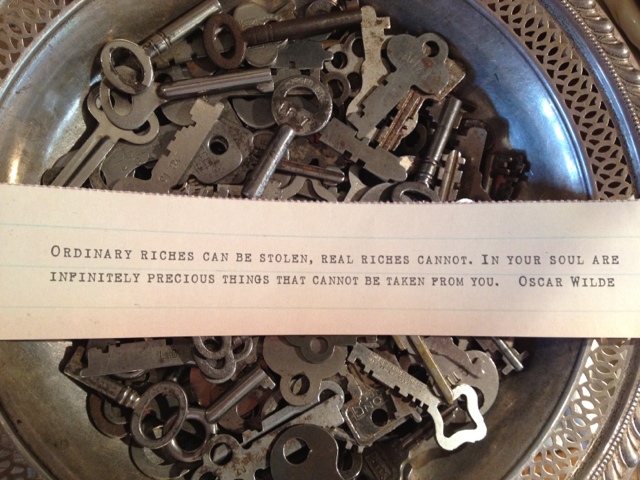 Ordinary riches can be stolen, real riches cannot. In your soul are
infinitely precious things that cannot be taken from you. Oscar Wilde